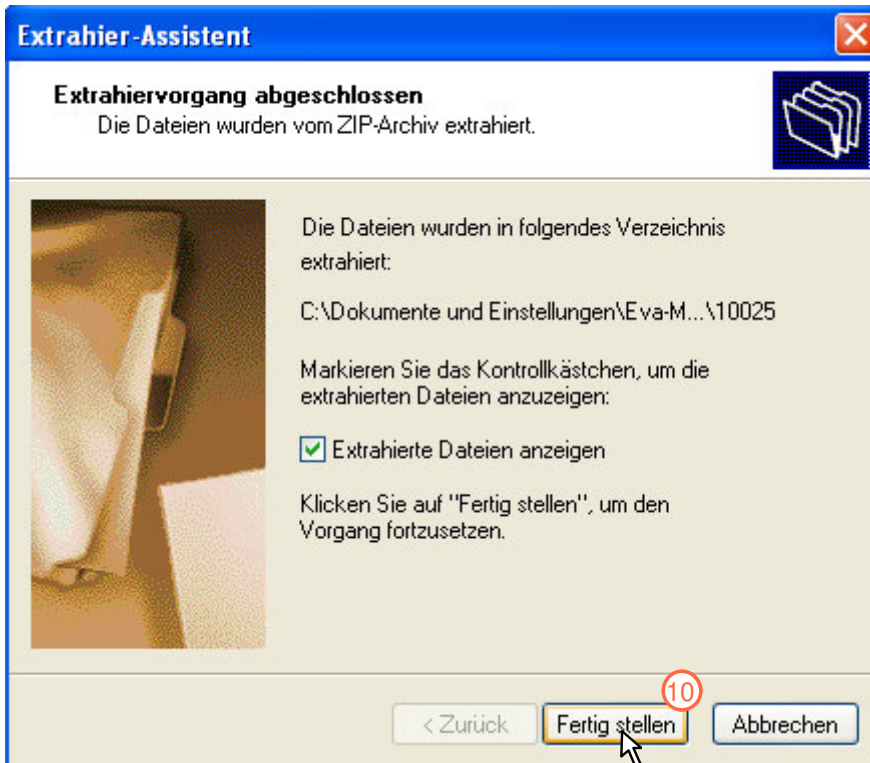 Extrahier-Assistent
Extrahiervorgang abgeschlossen
Die Dateien wurden vom ZIP-Archiv extrahiert.
Die Dateien wurden in folgendes Verzeichnis
extrahiert:
C:\Dokumente und Einstellungen\Eva-M...\10025
Markieren Sie das Kontrollkästchen, um die
extrahierten Dateien anzuzeigen:
Extrahierte Dateien anzeigen
Klicken Sie auf "Fertig stellen", um den
Vorgang fortzusetzen.
10
< Zurück Fertig stellen Abbrechen